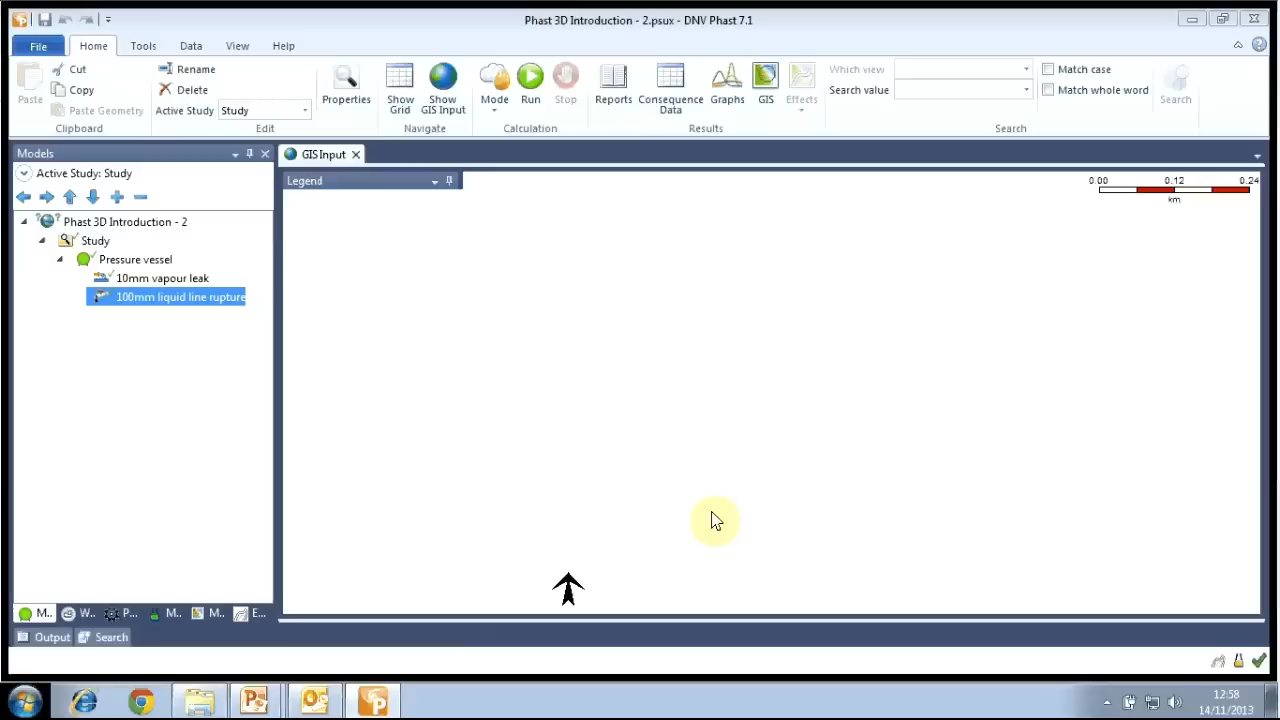 Phast 3D Introduction - 2.psux - DNV Phast 7.1
File Home Tools Data View Help
Paste
Cut
Copy
Paste Geometry
Clipboard
Rename
Delete
Active Study: Study
Edit
Properties
Show Grid
Show GIS Input
Navigate
Mode
Run
Stop
Calculation
Reports
Consequence Data
Graphs
GIS
Effects
Results
Which view
Search value
Match case
Match whole word
Search
Search
Models
Active Study: Study
Phast 3D Introduction - 2
Study
Pressure vessel
10mm vapour leak
100mm liquid line rupture
GIS Input
Legend
0.00 0.12 0.24
km
M.. W.. P... M.. M.. E...
Output Search
12:58
14/11/2013